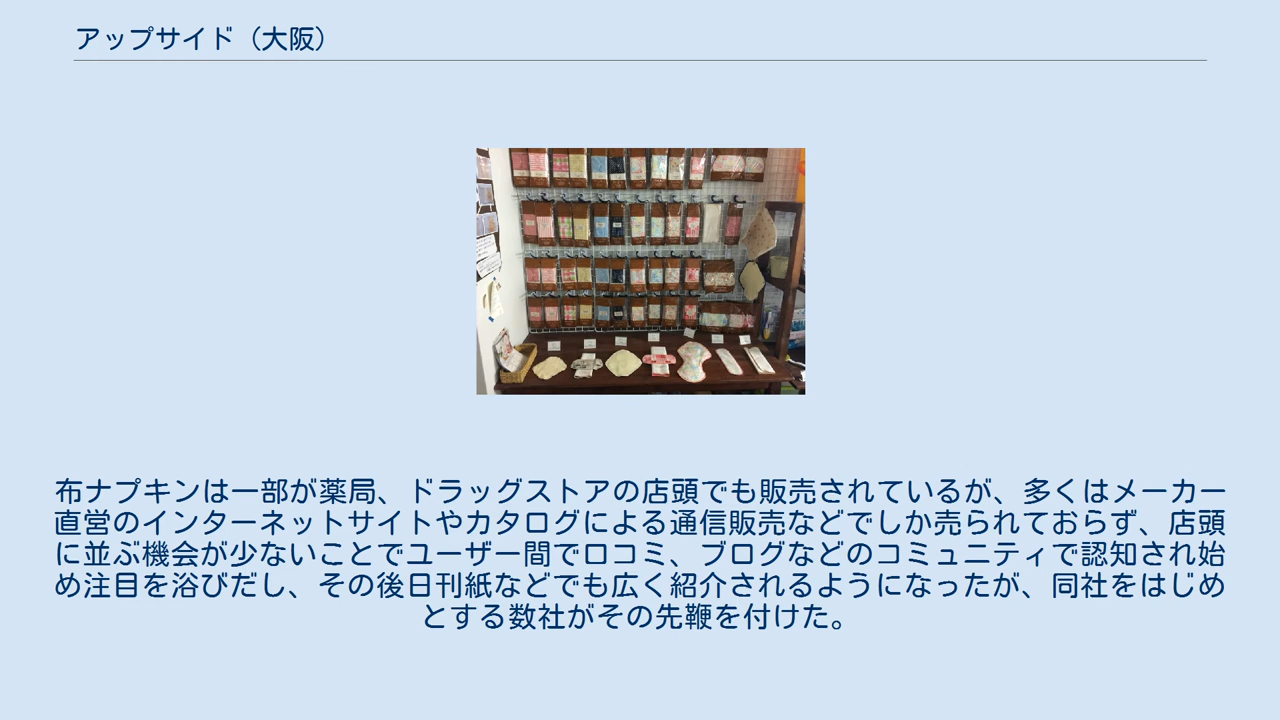 アップサイド（大阪）
布ナプキンは一部が薬局、ドラッグストアの店頭でも販売されているが、多くはメーカー
直営のインターネットサイトやカタログによる通信販売などでしか売られておらず、店頭
に並ぶ機会が少ないことでユーザー間で口コミ、ブログなどのコミュニティで認知され始
め注目を浴びだし、その後日刊紙などでも広く紹介されるようになったが、同社をはじめ
とする数社がその先鞭を付けた。